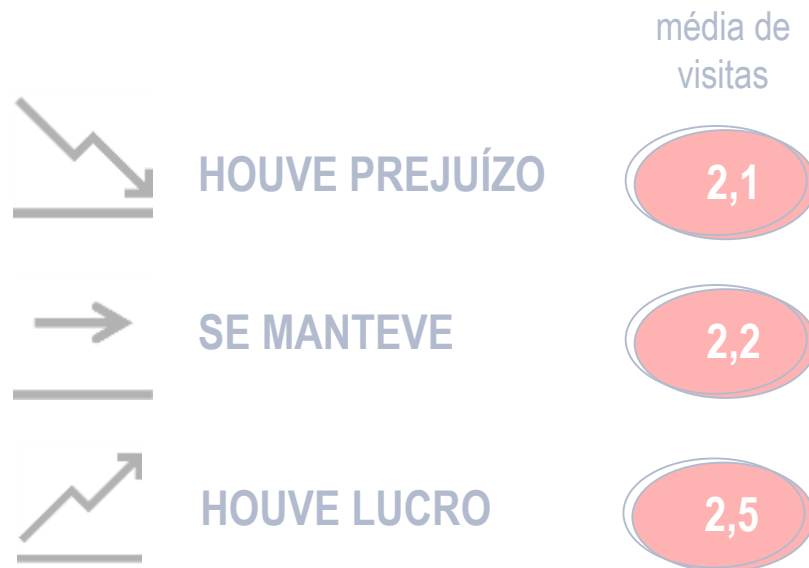 média de
visitas
HOUVE PREJUÍZO
2,1
SE MANTEVE
2,2
HOUVE LUCRO
2,5